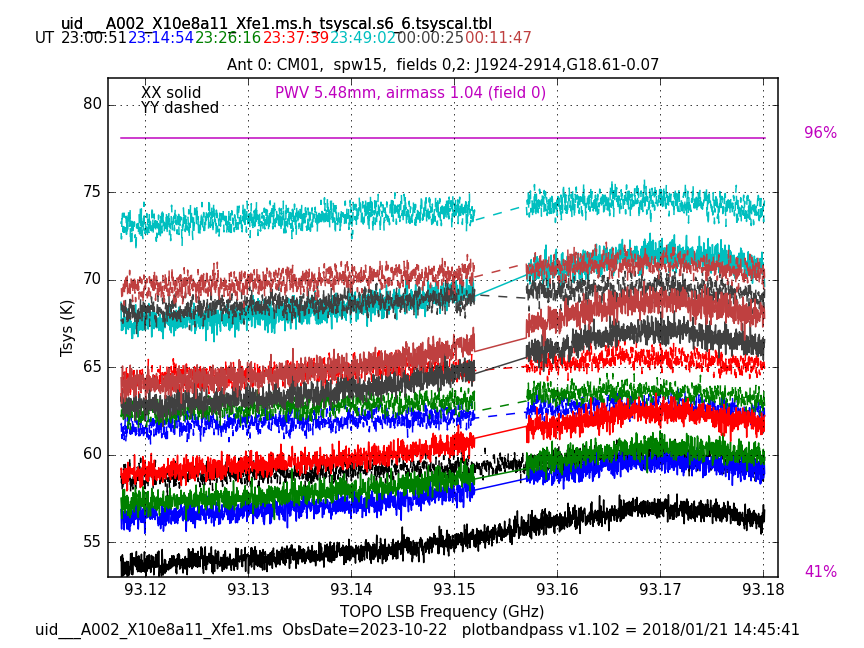 uid___A002_X10e8a11_Xfe1.ms.h_tsyscal.s6_6.tsyscal.tbl
UT 23:00:51 23:14:54 23:26:16 23:37:39 23:49:02 00:00:25 00:11:47
Ant 0: CM01,  spw15,  fields 0,2: J1924-2914,G18.61-0.07
XX solid
YY dashed
PWV 5.48mm, airmass 1.04 (field 0)
96%
41%
80
75
70
65
60
55
Tsys (K)
93.12 93.13 93.14 93.15 93.16 93.17 93.18
TOPO LSB Frequency (GHz)
uid___A002_X10e8a11_Xfe1.ms  ObsDate=2023-10-22   plotbandpass v1.102 = 2018/01/21 14:45:41